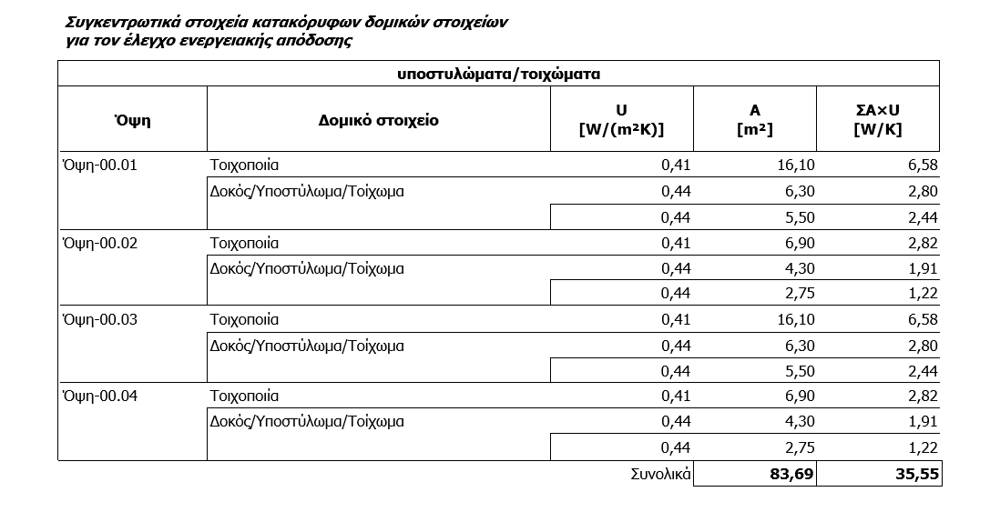 Συγκεντρωτικά στοιχεία κατακόρυφων δομικών στοιχείων
για τον έλεγχο ενεργειακής απόδοσης
υποστυλώματα/τοιχώματα
Όψη Δομικό στοιχείο U [W/(m²K)] A [m²] ΣA×U [W/K]
Όψη-00.01 Τοιχοποιία 0,41 16,10 6,58
Δοκός/Υποστύλωμα/Τοίχωμα 0,44 6,30 2,80
0,44 5,50 2,44
Όψη-00.02 Τοιχοποιία 0,41 6,90 2,82
Δοκός/Υποστύλωμα/Τοίχωμα 0,44 4,30 1,91
0,44 2,75 1,22
Όψη-00.03 Τοιχοποιία 0,41 16,10 6,58
Δοκός/Υποστύλωμα/Τοίχωμα 0,44 6,30 2,80
0,44 5,50 2,44
Όψη-00.04 Τοιχοποιία 0,41 6,90 2,82
Δοκός/Υποστύλωμα/Τοίχωμα 0,44 4,30 1,91
0,44 2,75 1,22
Συνολικά 83,69 35,55